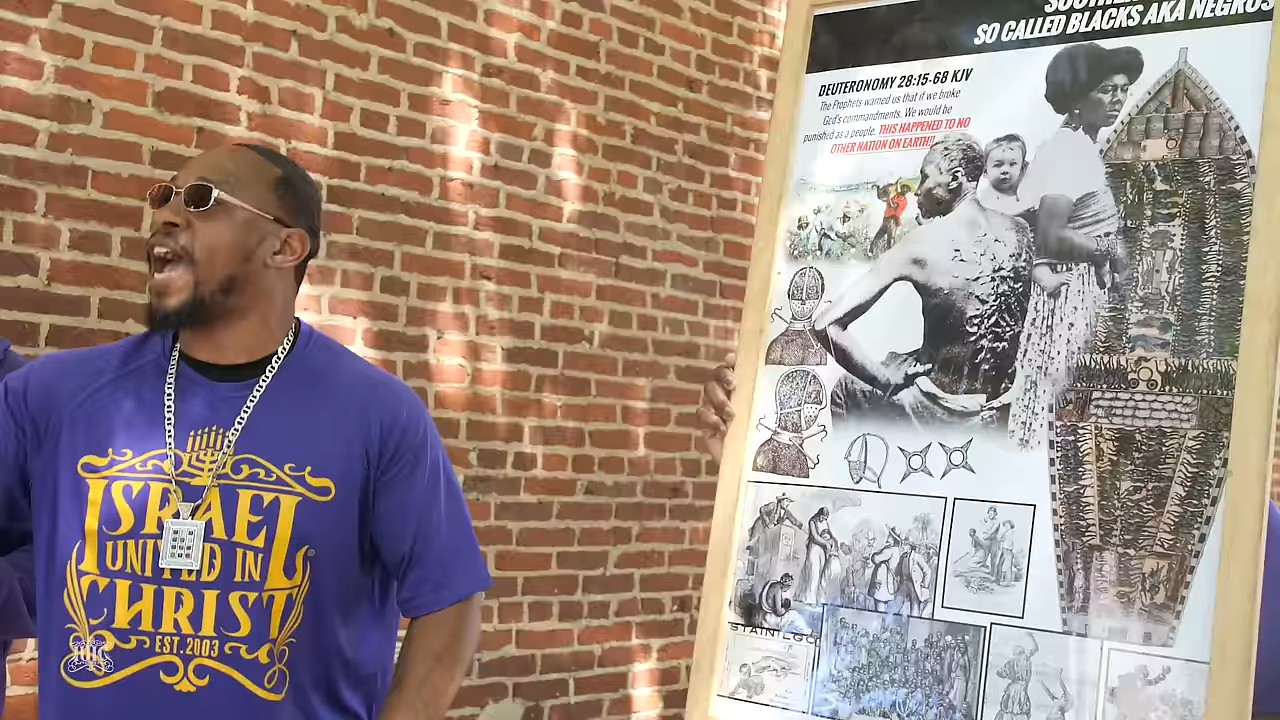 SO CALLED BLACKS AKA NEGROS
DEUTERONOMY 28:15-68 KJV
The Prophets warned us that if we broke
God's commandments. We would be
punished as a people. THIS HAPPENED TO NO
OTHER NATION ON EARTH!!
ISRAEL
UNITED IN
CHRIST
EST. 2003